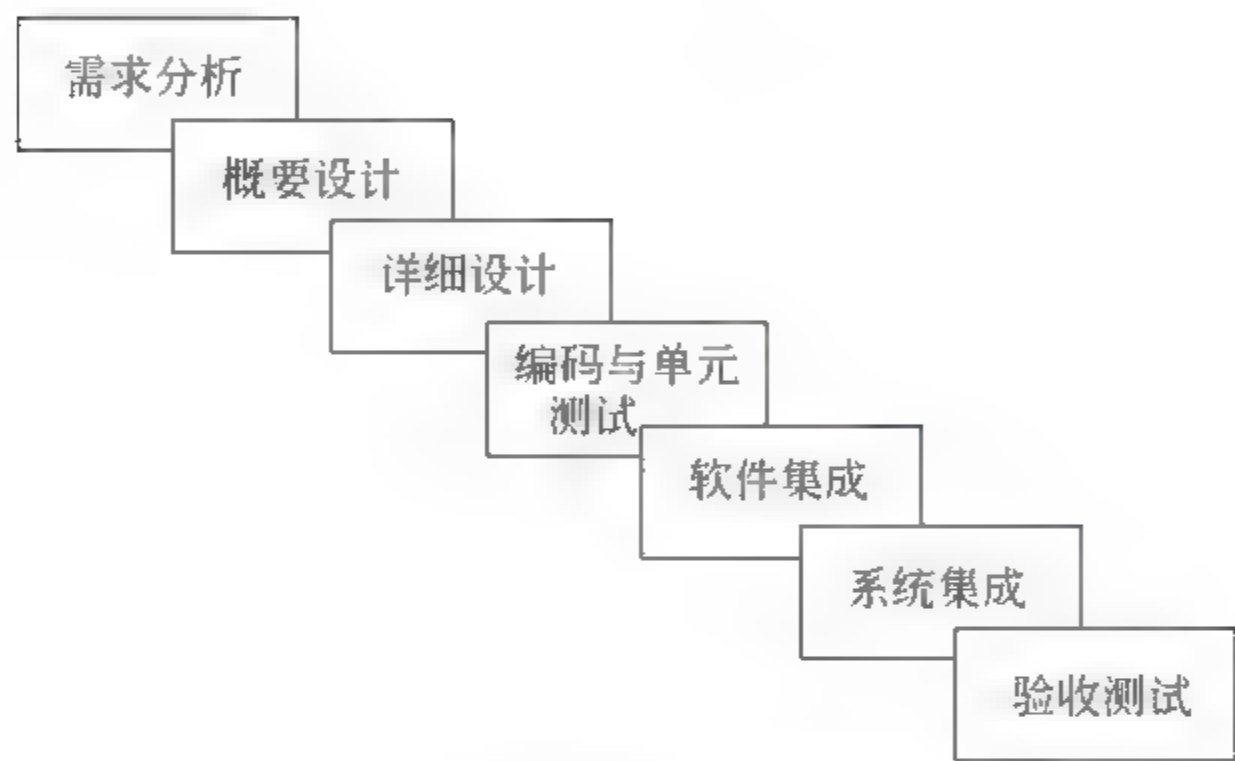 需求分析
概要设计
详细设计
编码与单元
测试
软件集成
系统集成
验收测试